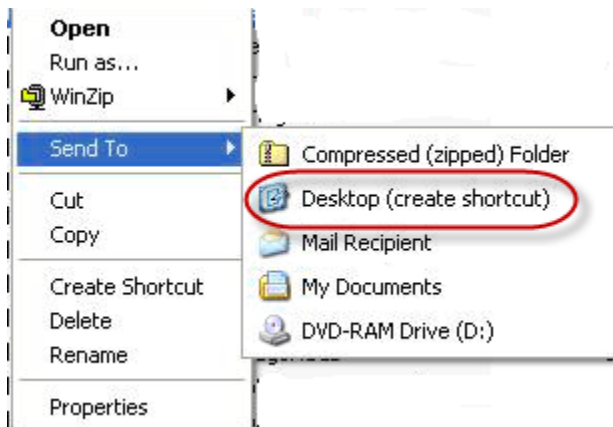 Open
Run as...
WinZip
Send To
Compressed (zipped) Folder
Desktop (create shortcut)
Mail Recipient
My Documents
DVD-RAM Drive (D:)
Cut
Copy
Create Shortcut
Delete
Rename
Properties